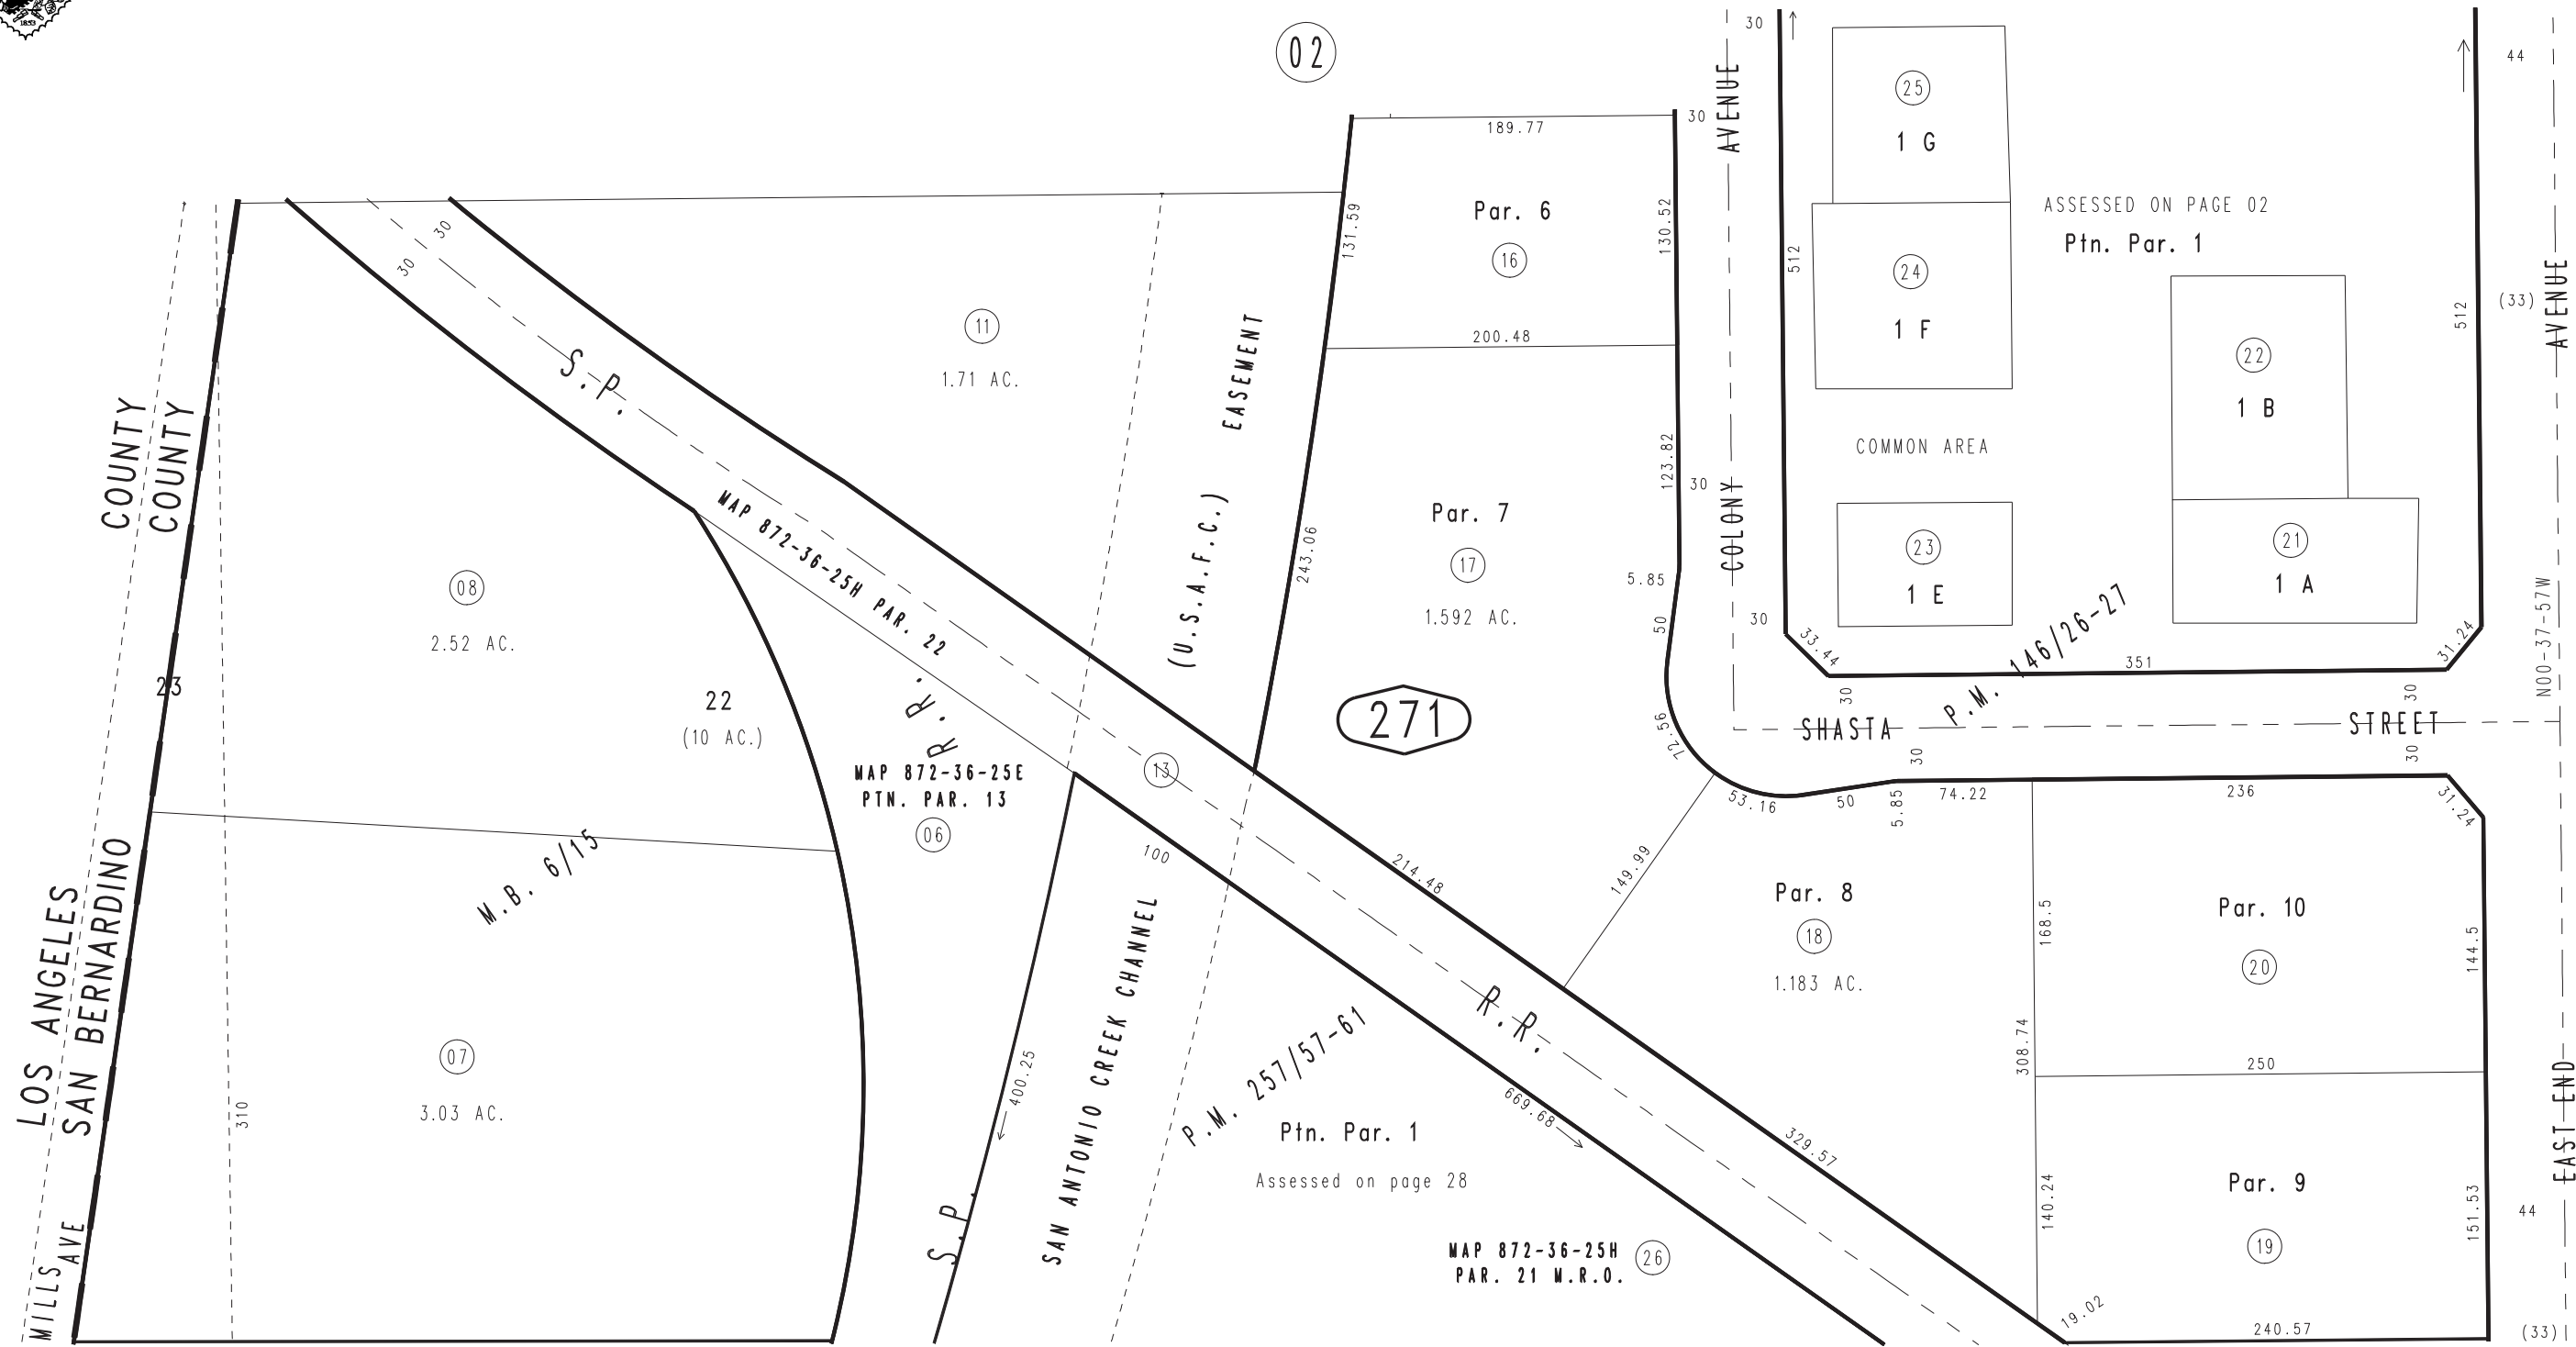 1853
02
30
44
AVENUE
25
1 G
189.77
30
Par. 6
16
131.59
130.52
200.48
ASSESSED ON PAGE 02
Ptn. Par. 1
24
1 F
512
512
(33)
AVENUE
22
1 B
COMMON AREA
23
1 E
21
1 A
30
30
S.P.
11
1.71 AC.
EASEMENT
(U.S.A.F.C.)
COUNTY
COUNTY
MAP 872-36-25H PAR. 22
243.06
Par. 7
17
1.592 AC.
123.82
30
COLONY
5.85
50
30
33.44
351
31.24
N00-37-57W
P.M. 146/26-27
08
2.52 AC.
23
22
(10 AC.)
R.R.
MAP 872-36-25E
PTN. PAR. 13
06
13
271
72.56
30
30
SHASTA
STREET
30
30
53.16
50
5.85
74.22
236
31.24
M.B. 6/15
100
214.48
149.99
Par. 8
18
1.183 AC.
168.5
Par. 10
20
144.5
LOS ANGELES
SAN BERNARDINO
07
3.03 AC.
310
400.25
SAN ANTONIO CREEK CHANNEL
P.M. 257/57-61
R.R.
308.74
250
669.68
329.57
Ptn. Par. 1
Assessed on page 28
S.P.
MAP 872-36-25H
PAR. 21 M.R.O.
26
140.24
Par. 9
19
151.53
EAST END
44
MILLS AVE
19.02
240.57
(33)